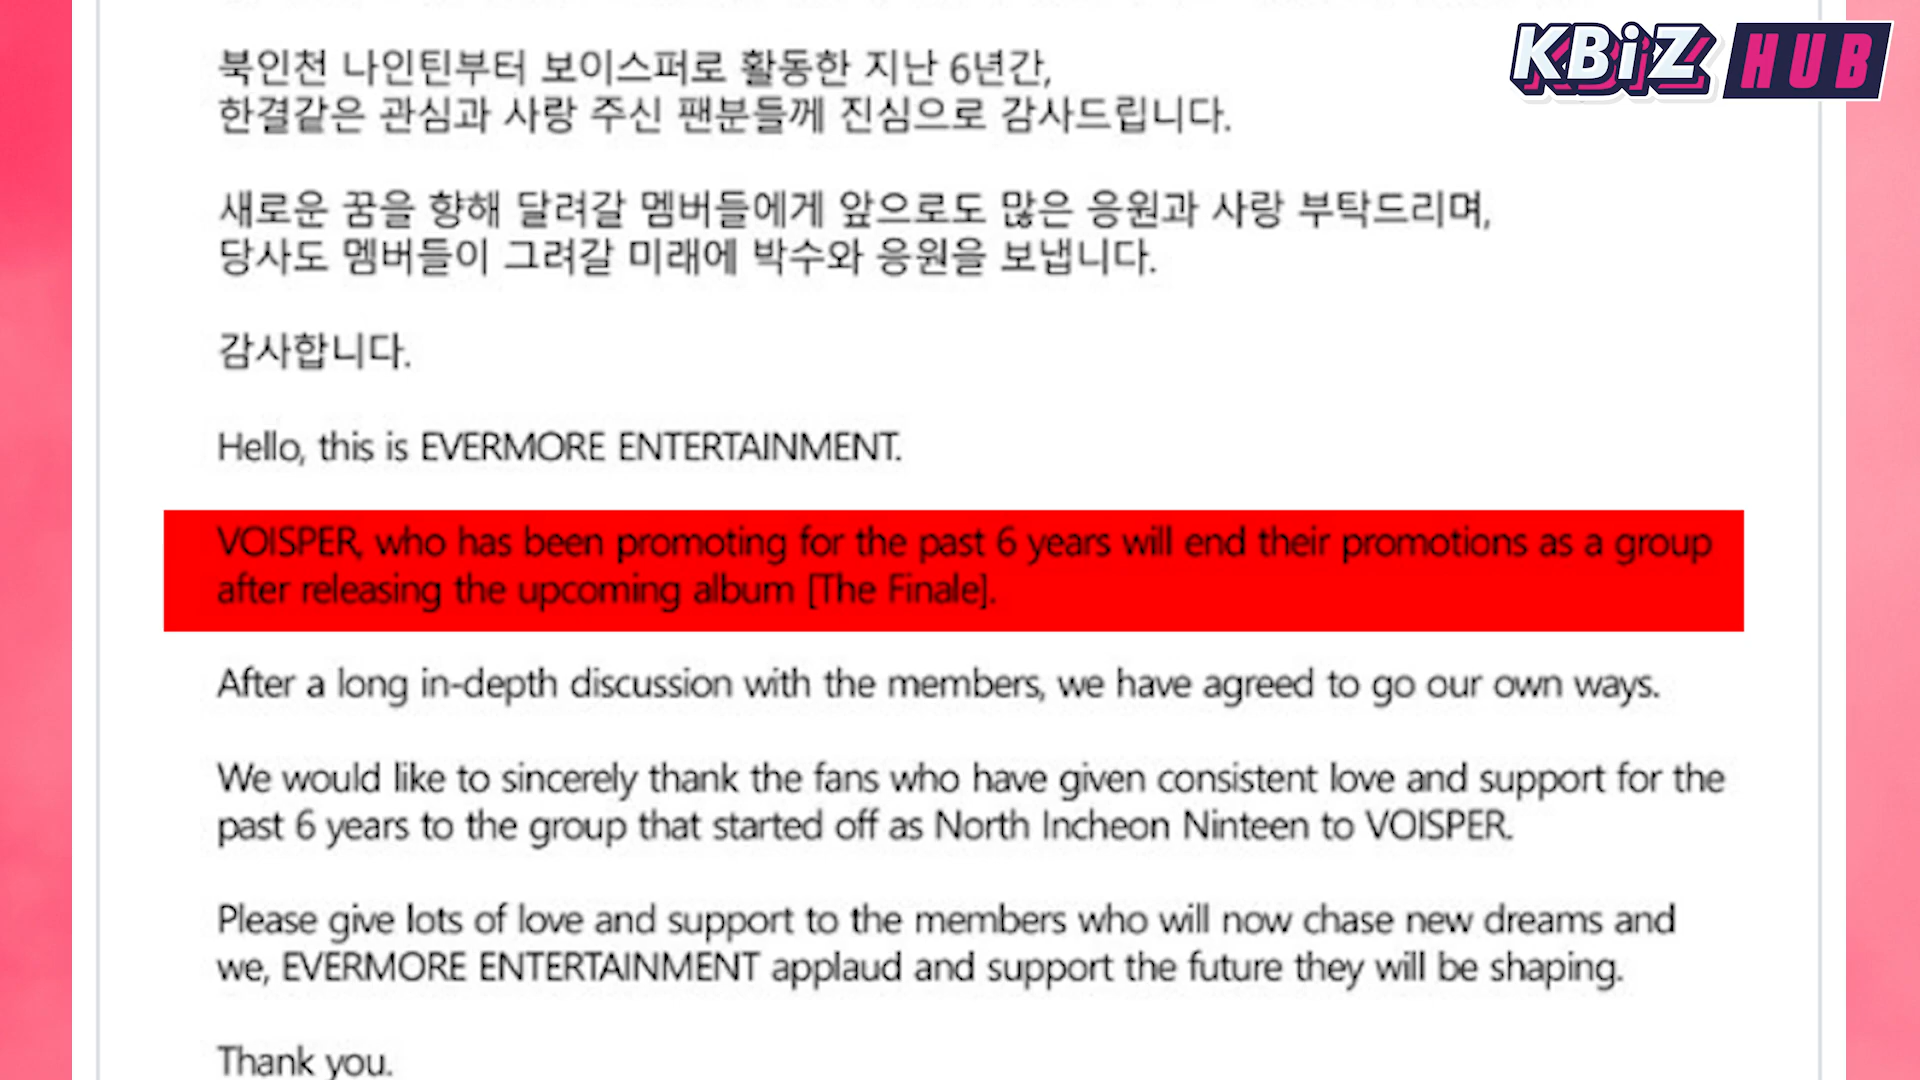 KBiZ HUB
북인천 나인틴부터 보이스퍼로 활동한 지난 6년간,
한결같은 관심과 사랑 주신 팬분들께 진심으로 감사드립니다.
새로운 꿈을 향해 달려갈 멤버들에게 앞으로도 많은 응원과 사랑 부탁드리며,
당사도 멤버들이 그려갈 미래에 박수와 응원을 보냅니다.
감사합니다.
Hello, this is EVERMORE ENTERTAINMENT.
VOISPER, who has been promoting for the past 6 years will end their promotions as a group
after releasing the upcoming album [The Finale].
After a long in-depth discussion with the members, we have agreed to go our own ways.
We would like to sincerely thank the fans who have given consistent love and support for the
past 6 years to the group that started off as North Incheon Ninteen to VOISPER.
Please give lots of love and support to the members who will now chase new dreams and
we, EVERMORE ENTERTAINMENT applaud and support the future they will be shaping.
Thank you.